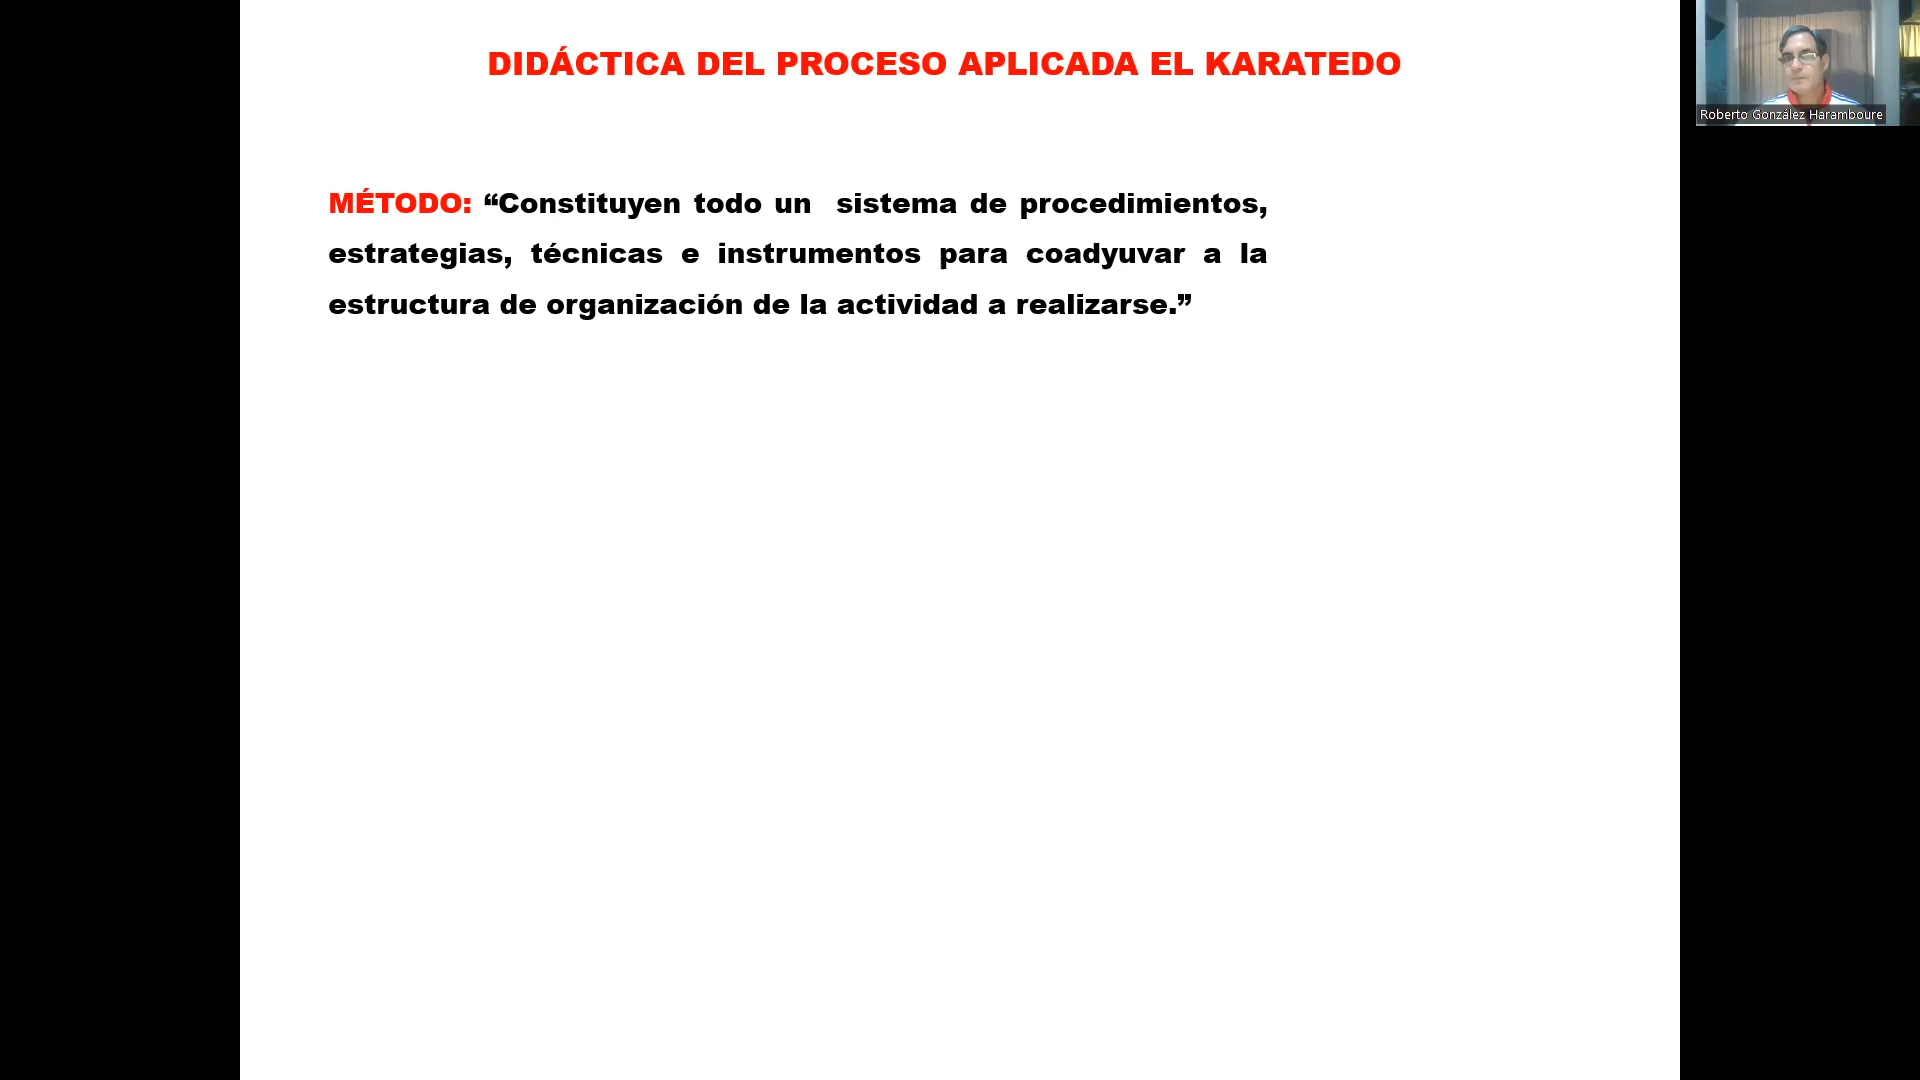 DIDÁCTICA DEL PROCESO APLICADA EL KARATEDO
Roberto González Haramboure
MÉTODO: “Constituyen todo un sistema de procedimientos,
estrategias, técnicas e instrumentos para coadyuvar a la
estructura de organización de la actividad a realizarse.”